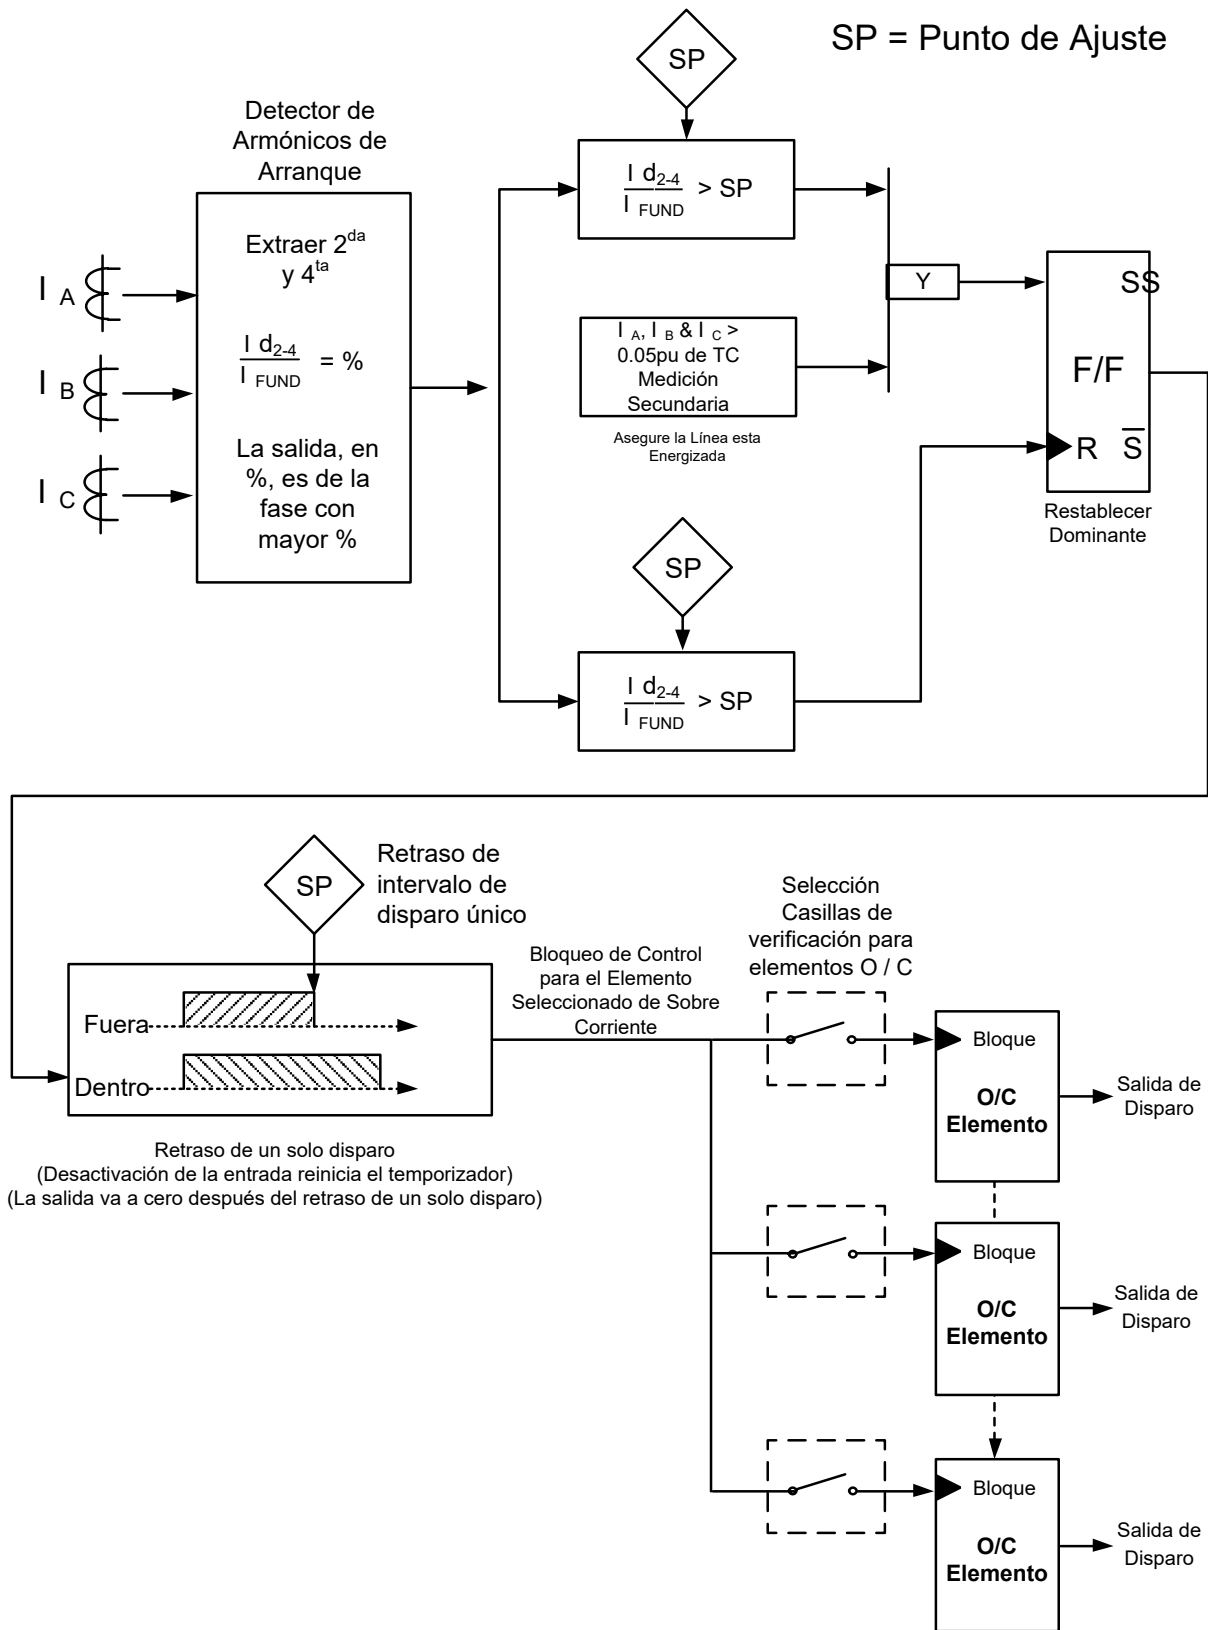 SP = Punto de Ajuste
SP
Detector de
Armónicos de
Arranque
I d2-4
I FUND
> SP
Extraer 2da
y 4ta
I d2-4
I FUND
= %
La salida, en
%, es de la
fase con
mayor %
I A
I B
I C
Y
I A, I B & I C >
0.05pu de TC
Medición
Secundaria
Asegure la Línea esta
Energizada
SS
F/F
R S̅
Restablecer
Dominante
SP
I d2-4
I FUND
> SP
SP
Retraso de
intervalo de
disparo único
Fuera
Dentro
Retraso de un solo disparo
(Desactivación de la entrada reinicia el temporizador)
(La salida va a cero después del retraso de un solo disparo)
Bloqueo de Control
para el Elemento
Seleccionado de Sobre
Corriente
Selección
Casillas de
verificación para
elementos O / C
Bloque
O/C
Elemento
Salida de
Disparo
Bloque
O/C
Elemento
Salida de
Disparo
Bloque
O/C
Elemento
Salida de
Disparo